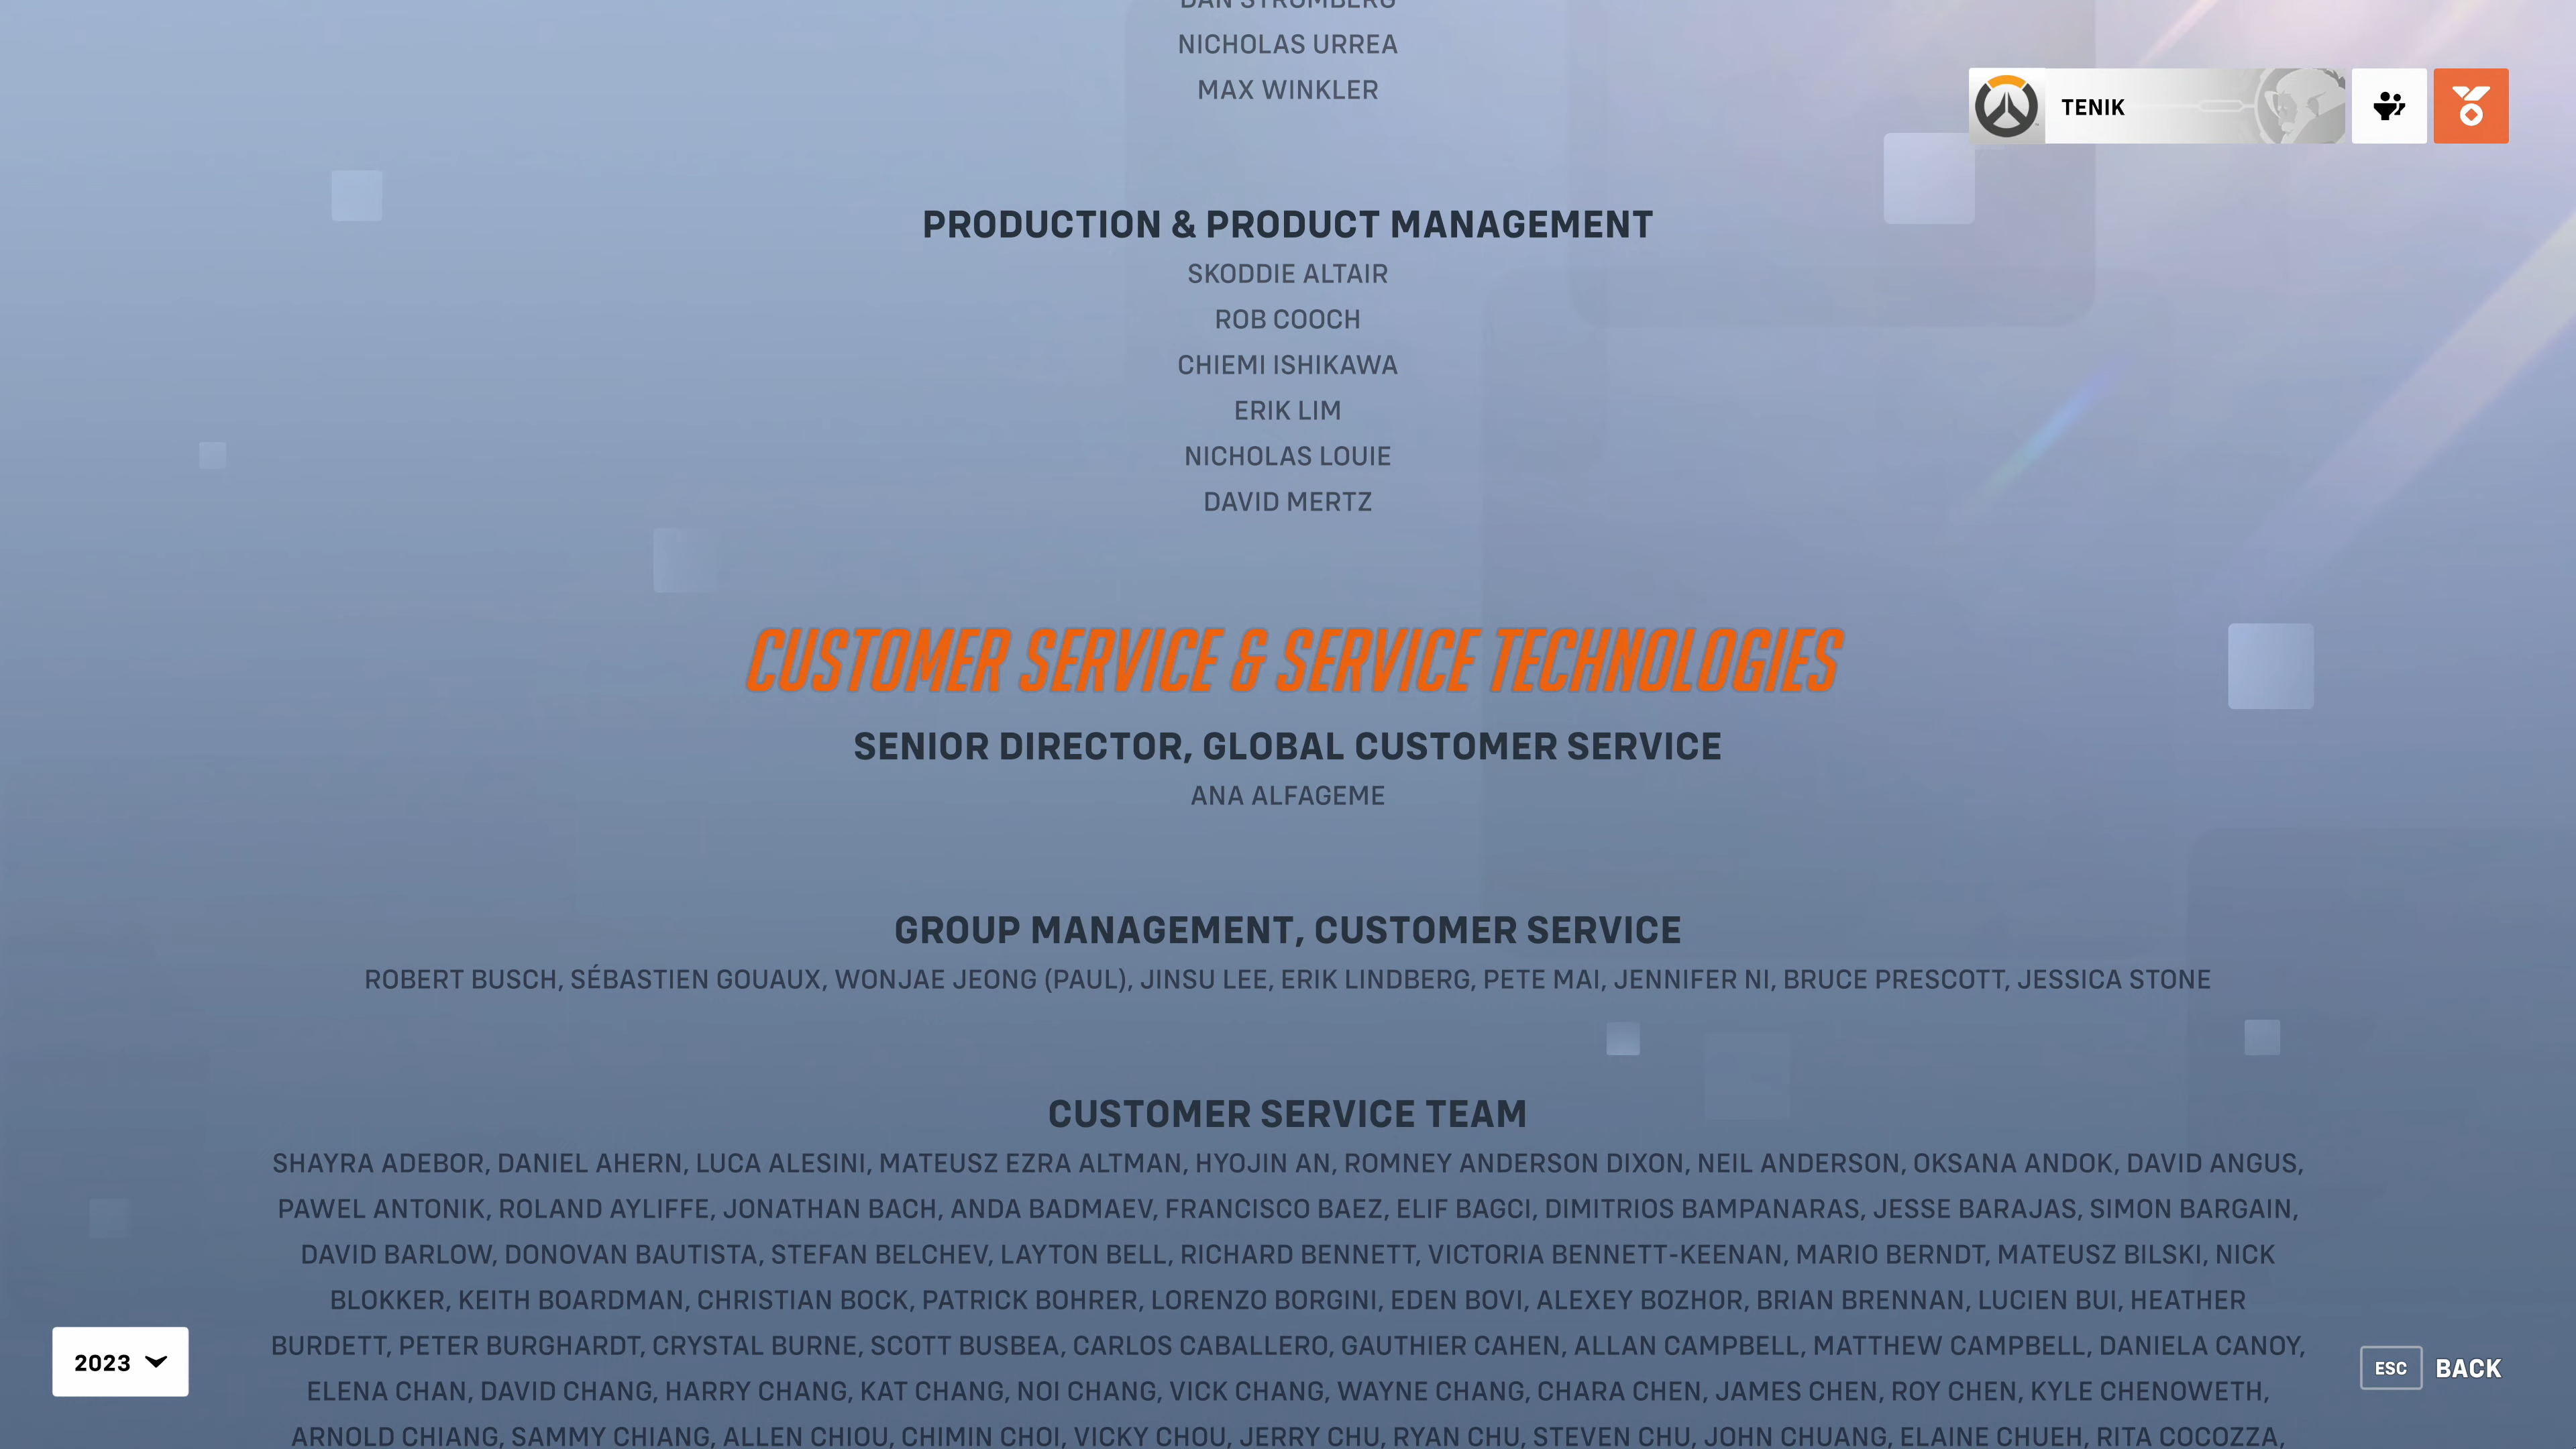 DAN STROMBERG
NICHOLAS URREA
MAX WINKLER
TENIK
PRODUCTION & PRODUCT MANAGEMENT
SKODDIE ALTAIR
ROB COOCH
CHIEMI ISHIKAWA
ERIK LIM
NICHOLAS LOUIE
DAVID MERTZ
CUSTOMER SERVICE & SERVICE TECHNOLOGIES
SENIOR DIRECTOR, GLOBAL CUSTOMER SERVICE
ANA ALFAGEME
GROUP MANAGEMENT, CUSTOMER SERVICE
ROBERT BUSCH, SÉBASTIEN GOUAUX, WONJAE JEONG (PAUL), JINSU LEE, ERIK LINDBERG, PETE MAI, JENNIFER NI, BRUCE PRESCOTT, JESSICA STONE
CUSTOMER SERVICE TEAM
SHAYRA ADEBOR, DANIEL AHERN, LUCA ALESINI, MATEUSZ EZRA ALTMAN, HYOJIN AN, ROMNEY ANDERSON DIXON, NEIL ANDERSON, OKSANA ANDOK, DAVID ANGUS,
PAWEL ANTONIK, ROLAND AYLIFFE, JONATHAN BACH, ANDA BADMAEV, FRANCISCO BAEZ, ELIF BAGCI, DIMITRIOS BAMPANARAS, JESSE BARAJAS, SIMON BARGAIN,
DAVID BARLOW, DONOVAN BAUTISTA, STEFAN BELCHEV, LAYTON BELL, RICHARD BENNETT, VICTORIA BENNETT-KEENAN, MARIO BERNDT, MATEUSZ BILSKI, NICK
BLOKKER, KEITH BOARDMAN, CHRISTIAN BOCK, PATRICK BOHRER, LORENZO BORGINI, EDEN BOVI, ALEXEY BOZHOR, BRIAN BRENNAN, LUCIEN BUI, HEATHER
BURDETT, PETER BURGHARDT, CRYSTAL BURNE, SCOTT BUSBEA, CARLOS CABALLERO, GAUTHIER CAHEN, ALLAN CAMPBELL, MATTHEW CAMPBELL, DANIELA CANOY,
ELENA CHAN, DAVID CHANG, HARRY CHANG, KAT CHANG, NOI CHANG, VICK CHANG, WAYNE CHANG, CHARA CHEN, JAMES CHEN, ROY CHEN, KYLE CHENOWETH,
ARNOLD CHIANG, SAMMY CHIANG, ALLEN CHIOU, CHIMIN CHOI, VICKY CHOU, JERRY CHU, RYAN CHU, STEVEN CHU, JOHN CHUANG, ELAINE CHUEH, RITA COCOZZA,
2023
ESC BACK